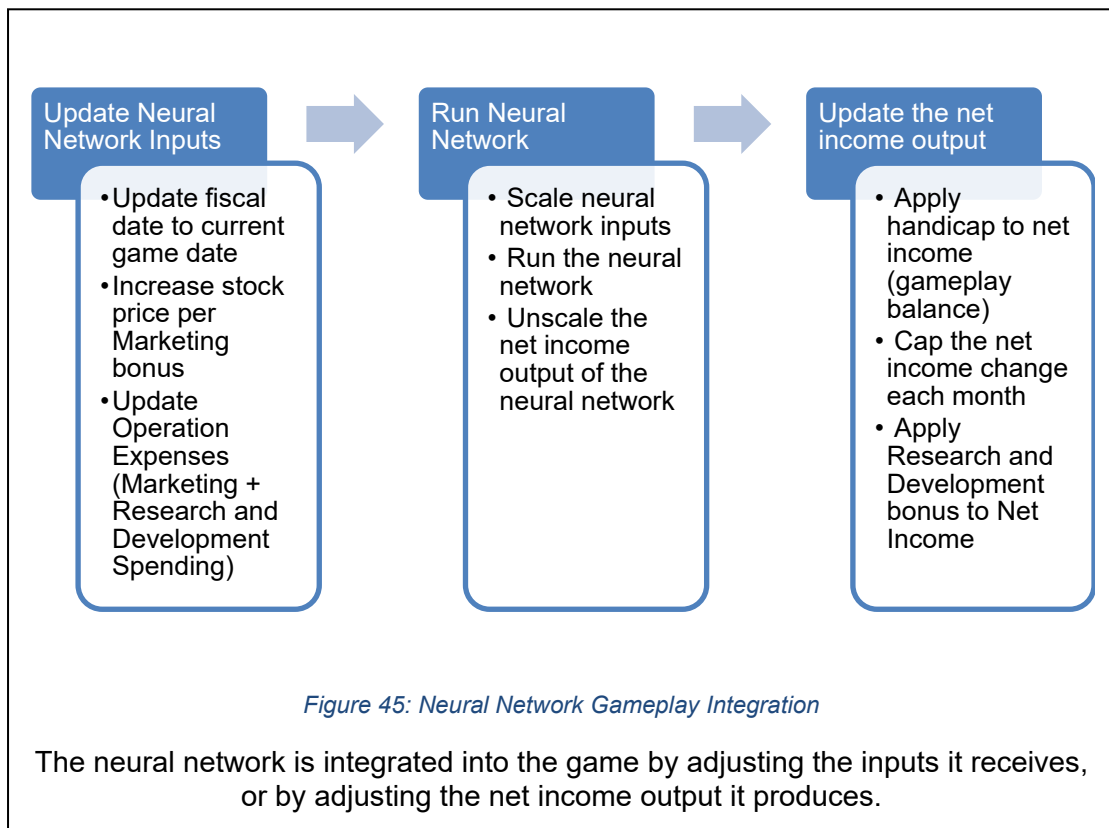 Update Neural
Network Inputs
•Update fiscal
date to current
game date
•Increase stock
price per
Marketing
bonus
•Update
Operation
Expenses
(Marketing +
Research and
Development
Spending)
Run Neural
Network
• Scale neural
network inputs
• Run the neural
network
• Unscale the
net income
output of the
neural network
Update the net
income output
• Apply
handicap to net
income
(gameplay
balance)
• Cap the net
income change
each month
• Apply
Research and
Development
bonus to Net
Income
Figure 45: Neural Network Gameplay Integration
The neural network is integrated into the game by adjusting the inputs it receives,
or by adjusting the net income output it produces.